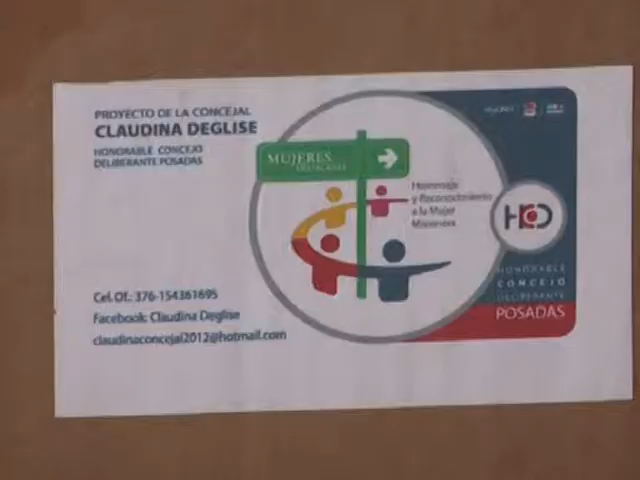 PROYECTO DE LA CONCEJAL
CLAUDINA DEGLISE
HONORABLE CONCEJO
DELIBERANTE POSADAS
MUJERES
Homenaje
y Reconocimiento
a la Mujer
Misionera
HCD
HONORABLE
CONCEJO
DELIBERANTE
POSADAS
Cel. Of.: 376-154361695
Facebook: Claudina Deglise
claudinaconcejal2012@hotmail.com